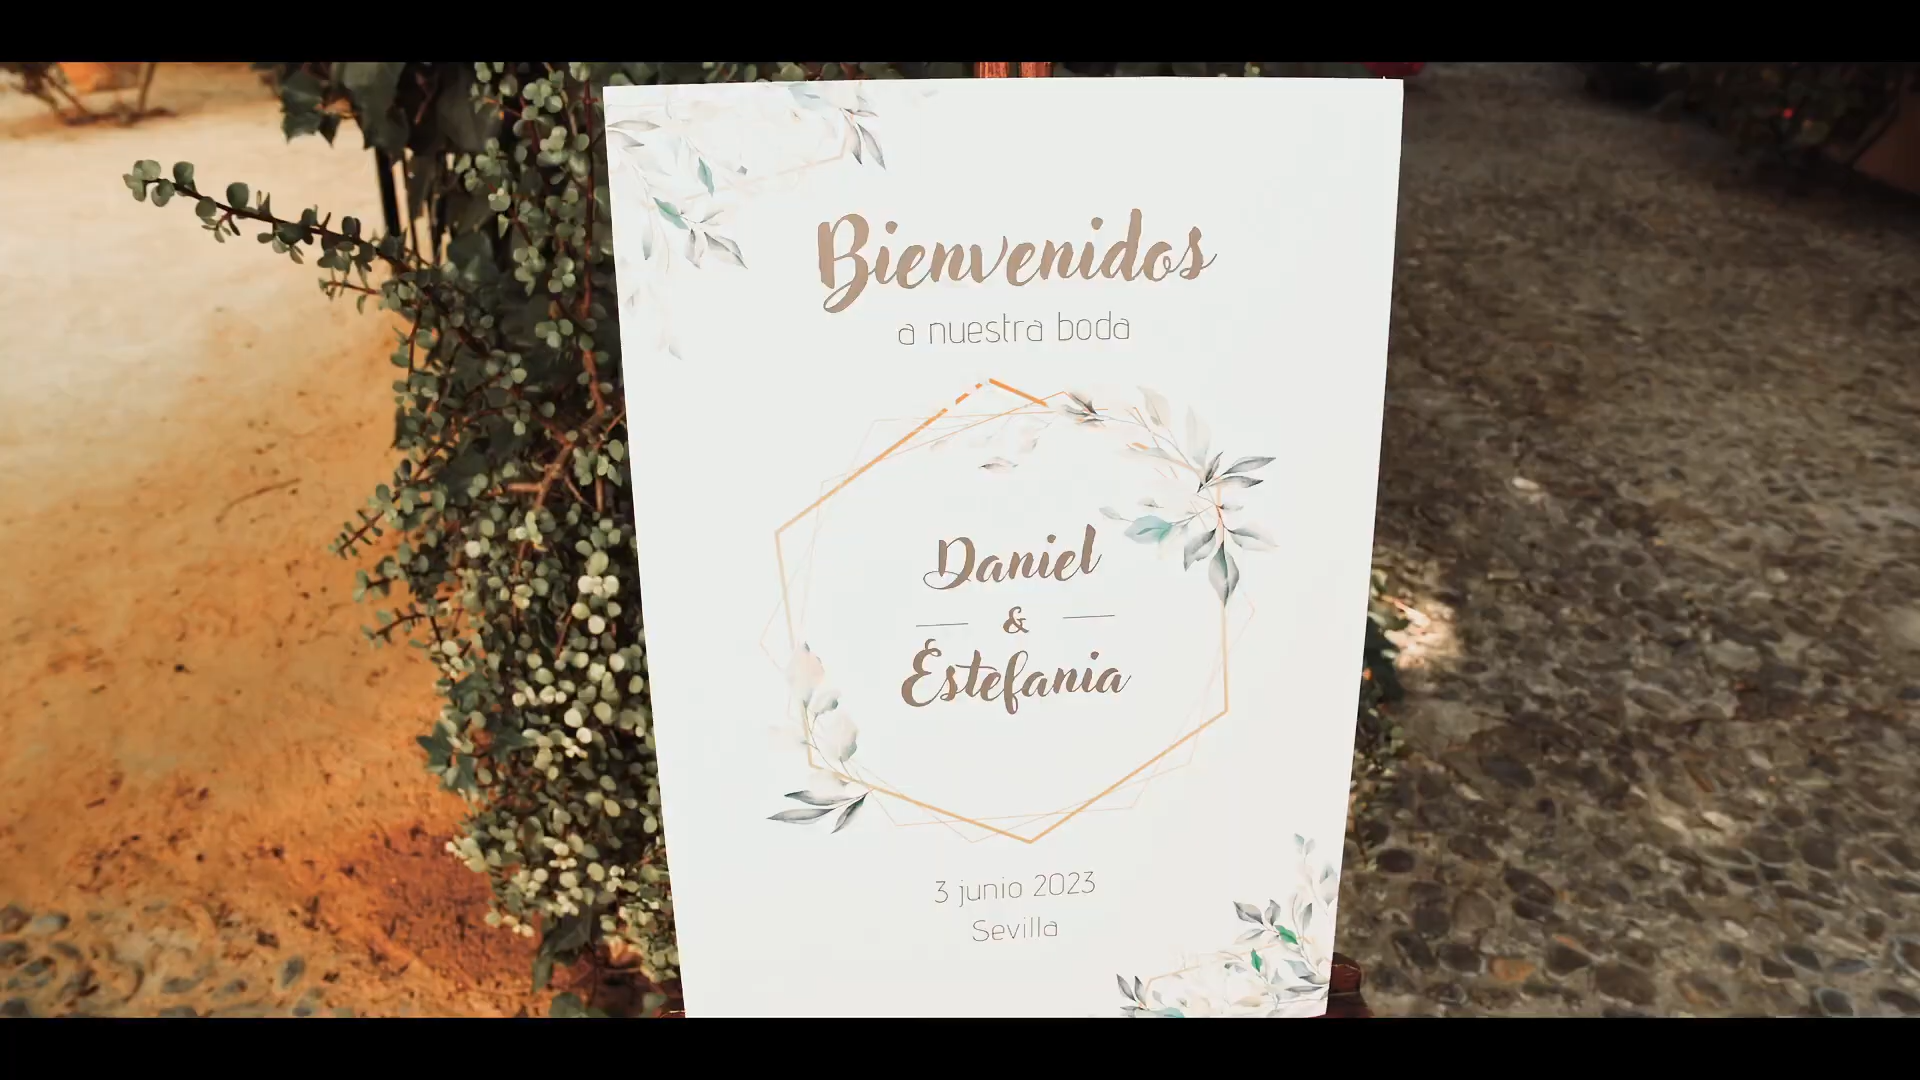 Bienvenidos
a nuestra boda
Daniel
&
Estefania
3 junio 2023
Sevilla